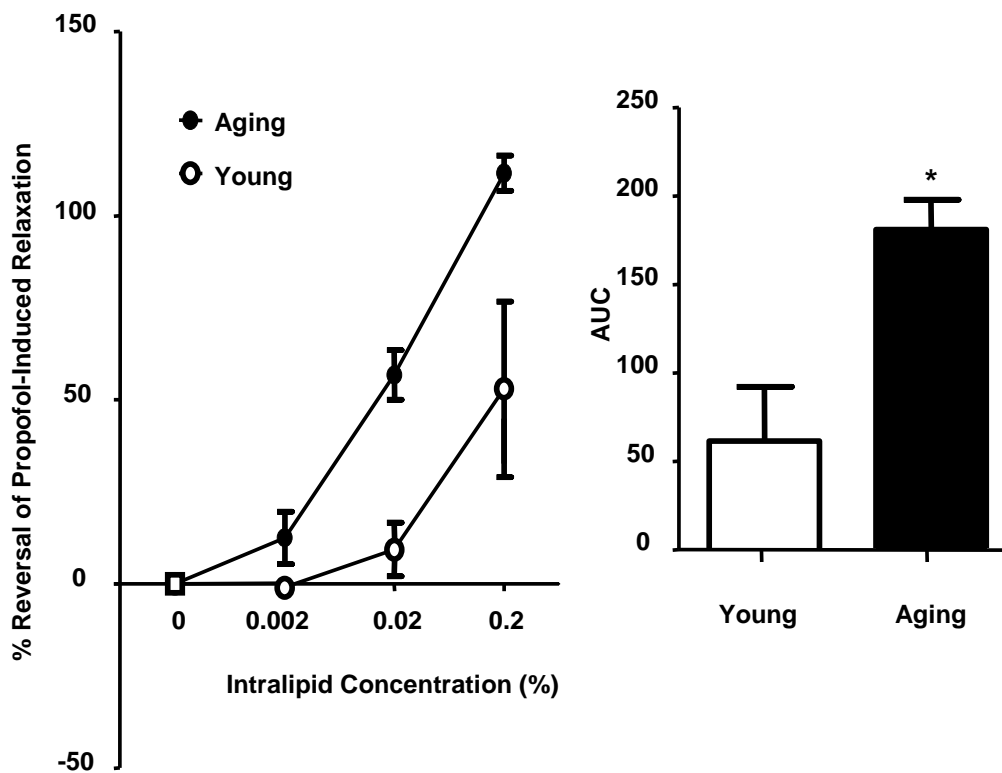 150
100
50
0
-50
% Reversal of Propofol-Induced Relaxation
Aging
Young
0 0.002 0.02 0.2
Intralipid Concentration (%)
250
200
150
100
50
0
AUC
*
Young Aging